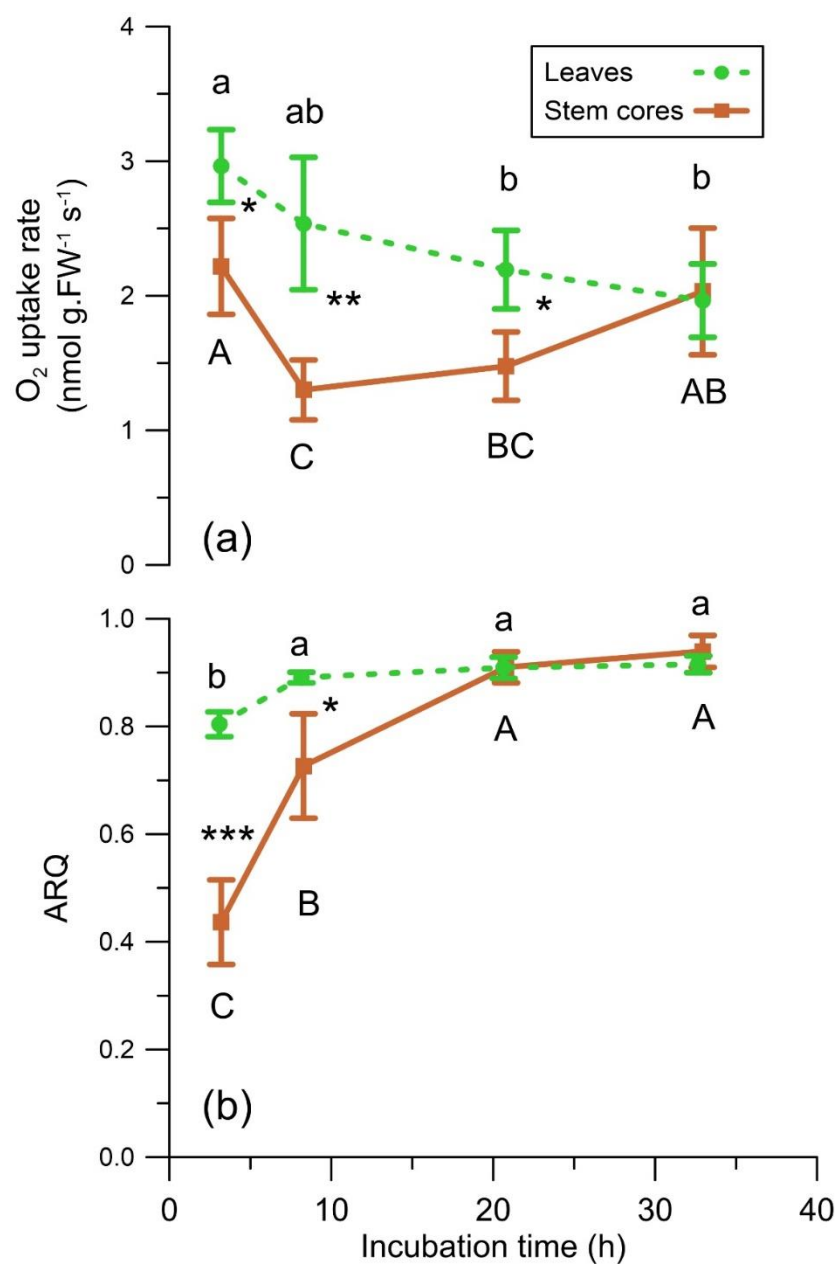 4
3
2
1
0
O₂ uptake rate
(nmol g.FW⁻¹ s⁻¹)
Leaves
Stem cores
a
ab
b
b
*
**
*
A
C
BC
AB
(a)
1.0
0.8
0.6
0.4
0.2
0.0
ARQ
b
a
a
a
*
***
C
B
A
A
(b)
0
10
20
30
40
Incubation time (h)